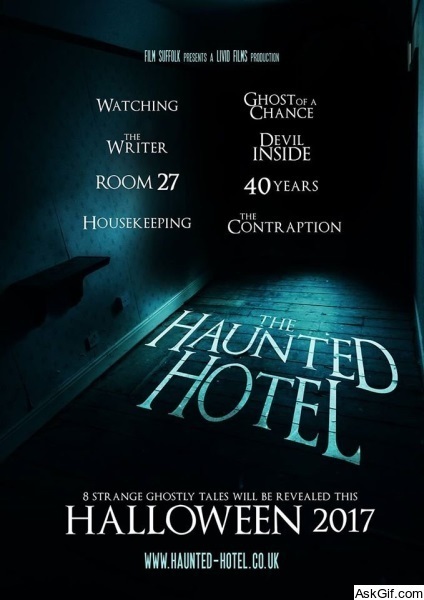 FILM SUFFOLK PRESENTS A LIVID FILMS PRODUCTION
WATCHING
THE
WRITER
ROOM 27
HOUSEKEEPING
GHOST OF A
CHANCE
DEVIL
INSIDE
40 YEARS
THE
CONTRAPTION
THE
HAUNTED
HOTEL
8 STRANGE GHOSTLY TALES WILL BE REVEALED THIS
HALLOWEEN 2017
WWW.HAUNTED-HOTEL.CO.UK
AskGif.com